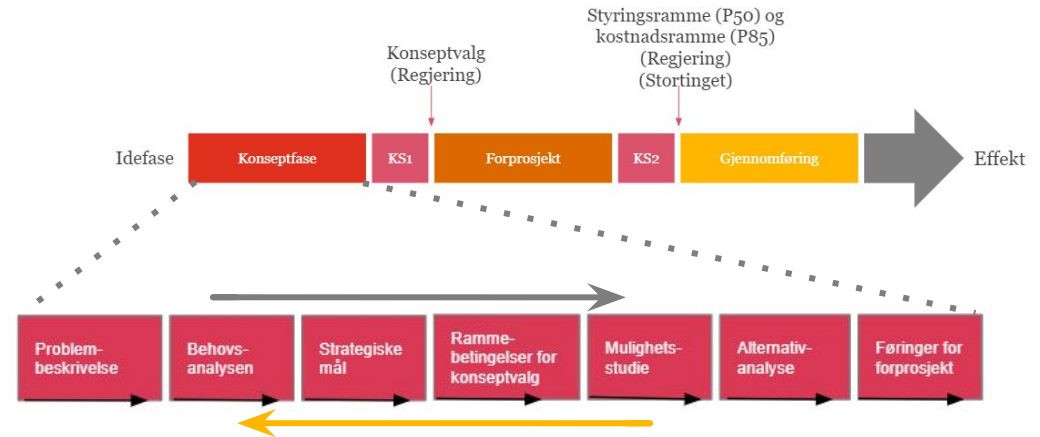 Styringsramme (P50) og
kostnadsramme (P85)
(Regjering)
(Stortinget)
Konseptvalg
(Regjering)
Idefase
Konseptfase
KS1
Forprosjekt
KS2
Gjennomføring
Effekt
Problem-
beskrivelse
Behovs-
analysen
Strategiske
mål
Ramme-
betingelser for
konseptvalg
Mulighets-
studie
Alternativ-
analyse
Føringer for
forprosjekt